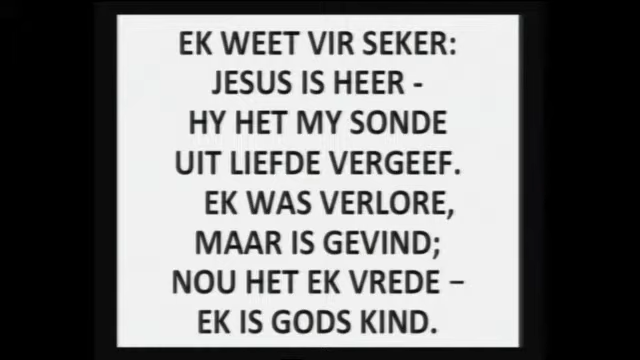 EK WEET VIR SEKER:
JESUS IS HEER -
HY HET MY SONDE
UIT LIEFDE VERGEEF.
EK WAS VERLORE,
MAAR IS GEVIND;
NOU HET EK VREDE –
EK IS GODS KIND.